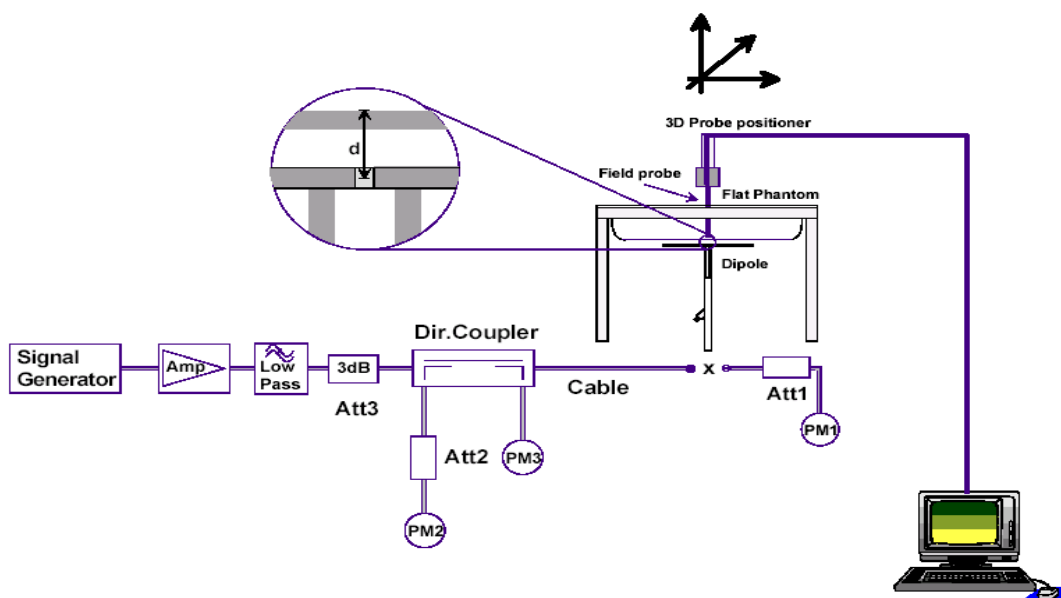 3D Probe positioner
d
Field probe
Flat Phantom
Dipole
Dir.Coupler
Signal
Generator
Amp
Low
Pass
3dB
Att3
Cable
x
Att1
PM1
Att2
PM3
PM2